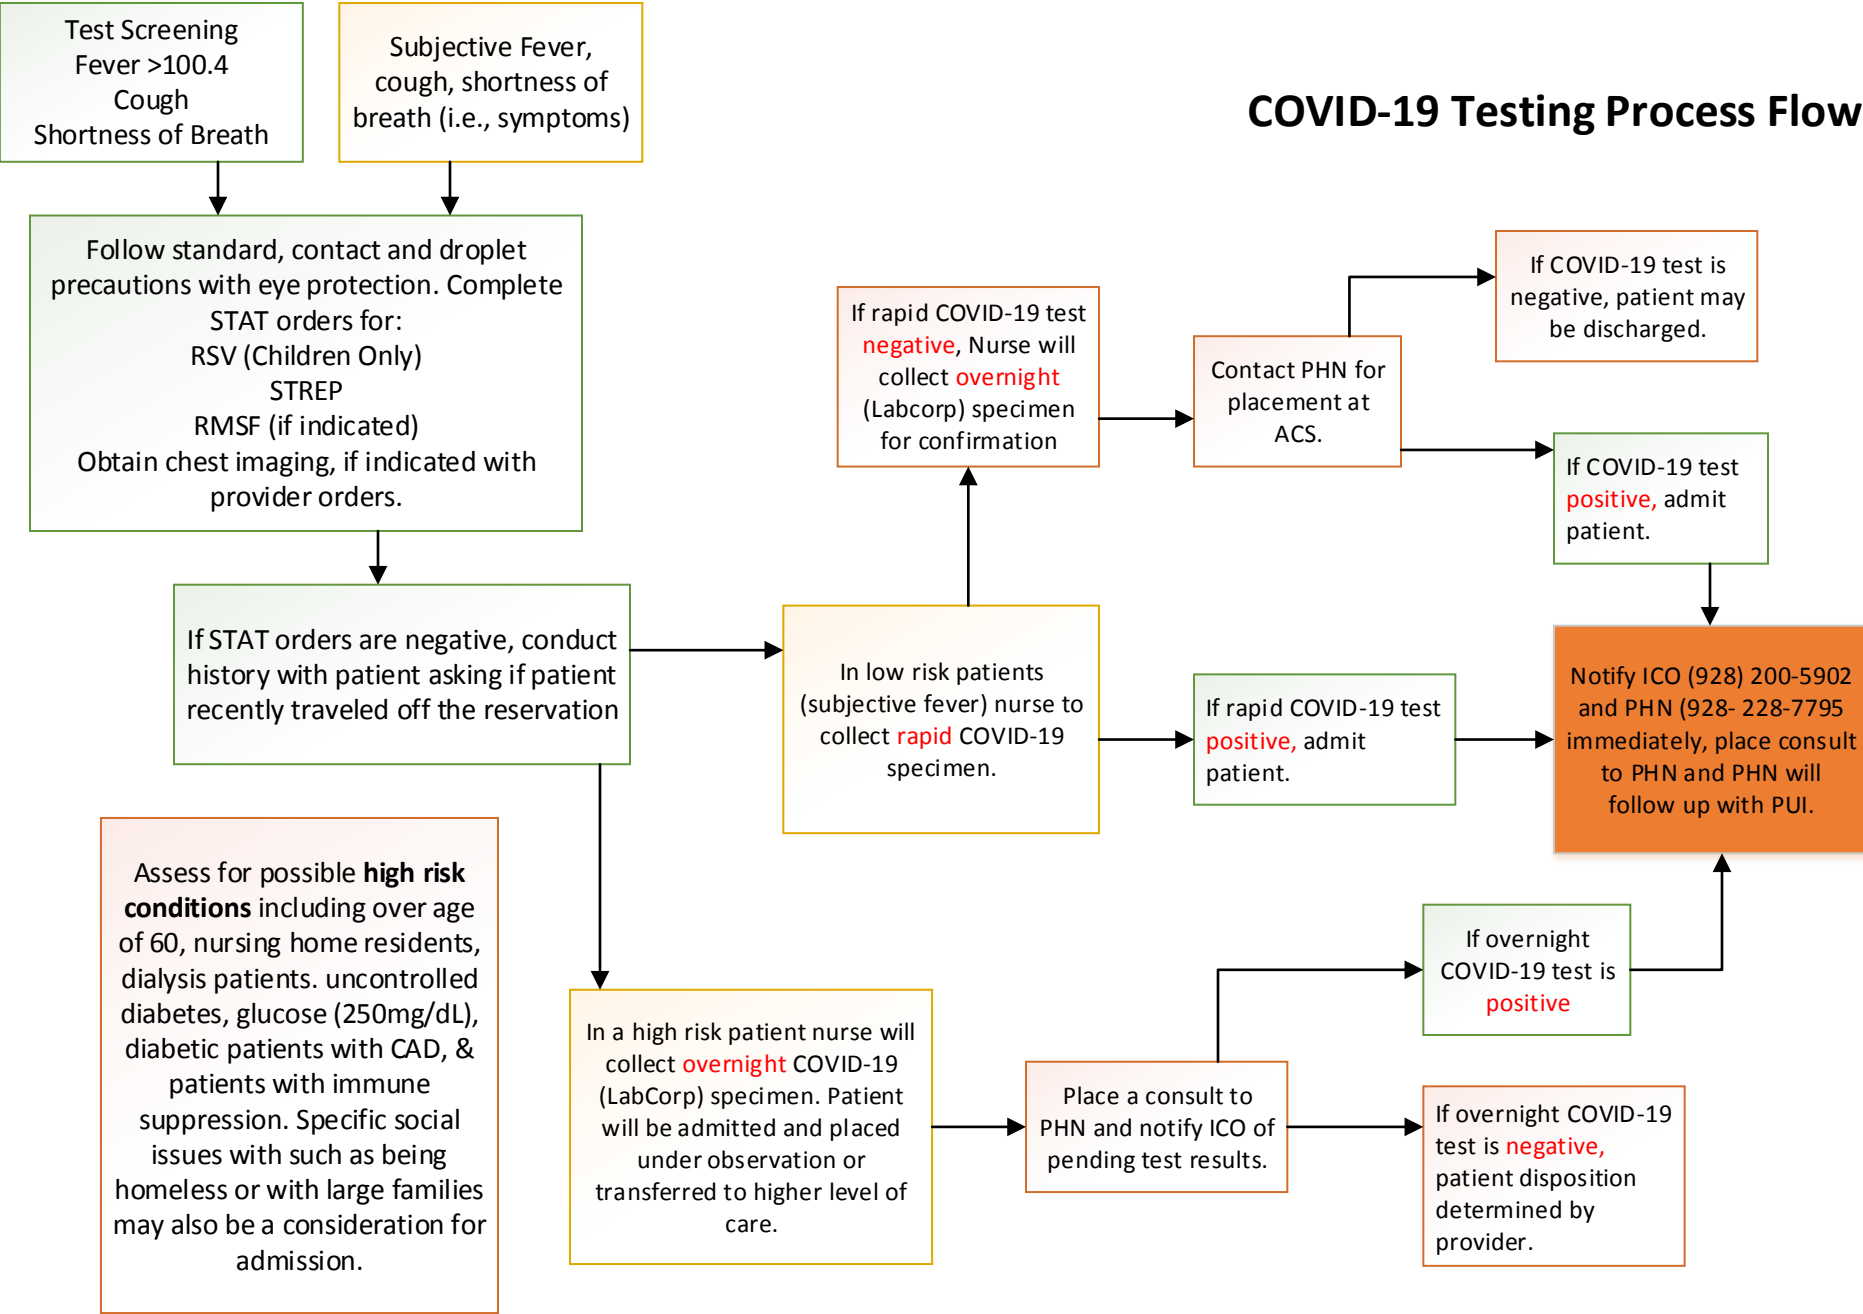 Test Screening
Fever >100.4
Cough
Shortness of Breath
Subjective Fever,
cough, shortness of
breath (i.e., symptoms)
COVID-19 Testing Process Flow
Follow standard, contact and droplet
precautions with eye protection. Complete
STAT orders for:
RSV (Children Only)
STREP
RMSF (if indicated)
Obtain chest imaging, if indicated with
provider orders.
If STAT orders are negative, conduct
history with patient asking if patient
recently traveled off the reservation
Assess for possible high risk
conditions including over age
of 60, nursing home residents,
dialysis patients. uncontrolled
diabetes, glucose (250mg/dL),
diabetic patients with CAD, &
patients with immune
suppression. Specific social
issues with such as being
homeless or with large families
may also be a consideration for
admission.
In low risk patients
(subjective fever) nurse to
collect rapid COVID-19
specimen.
If rapid COVID-19 test
negative, Nurse will
collect overnight
(Labcorp) specimen
for confirmation
Contact PHN for
placement at
ACS.
If COVID-19 test is
negative, patient may
be discharged.
If COVID-19 test
positive, admit
patient.
If rapid COVID-19 test
positive, admit
patient.
Notify ICO (928) 200-5902
and PHN (928- 228-7795
immediately, place consult
to PHN and PHN will
follow up with PUI.
In a high risk patient nurse will
collect overnight COVID-19
(LabCorp) specimen. Patient
will be admitted and placed
under observation or
transferred to higher level of
care.
Place a consult to
PHN and notify ICO of
pending test results.
If overnight
COVID-19 test is
positive
If overnight COVID-19
test is negative,
patient disposition
determined by
provider.